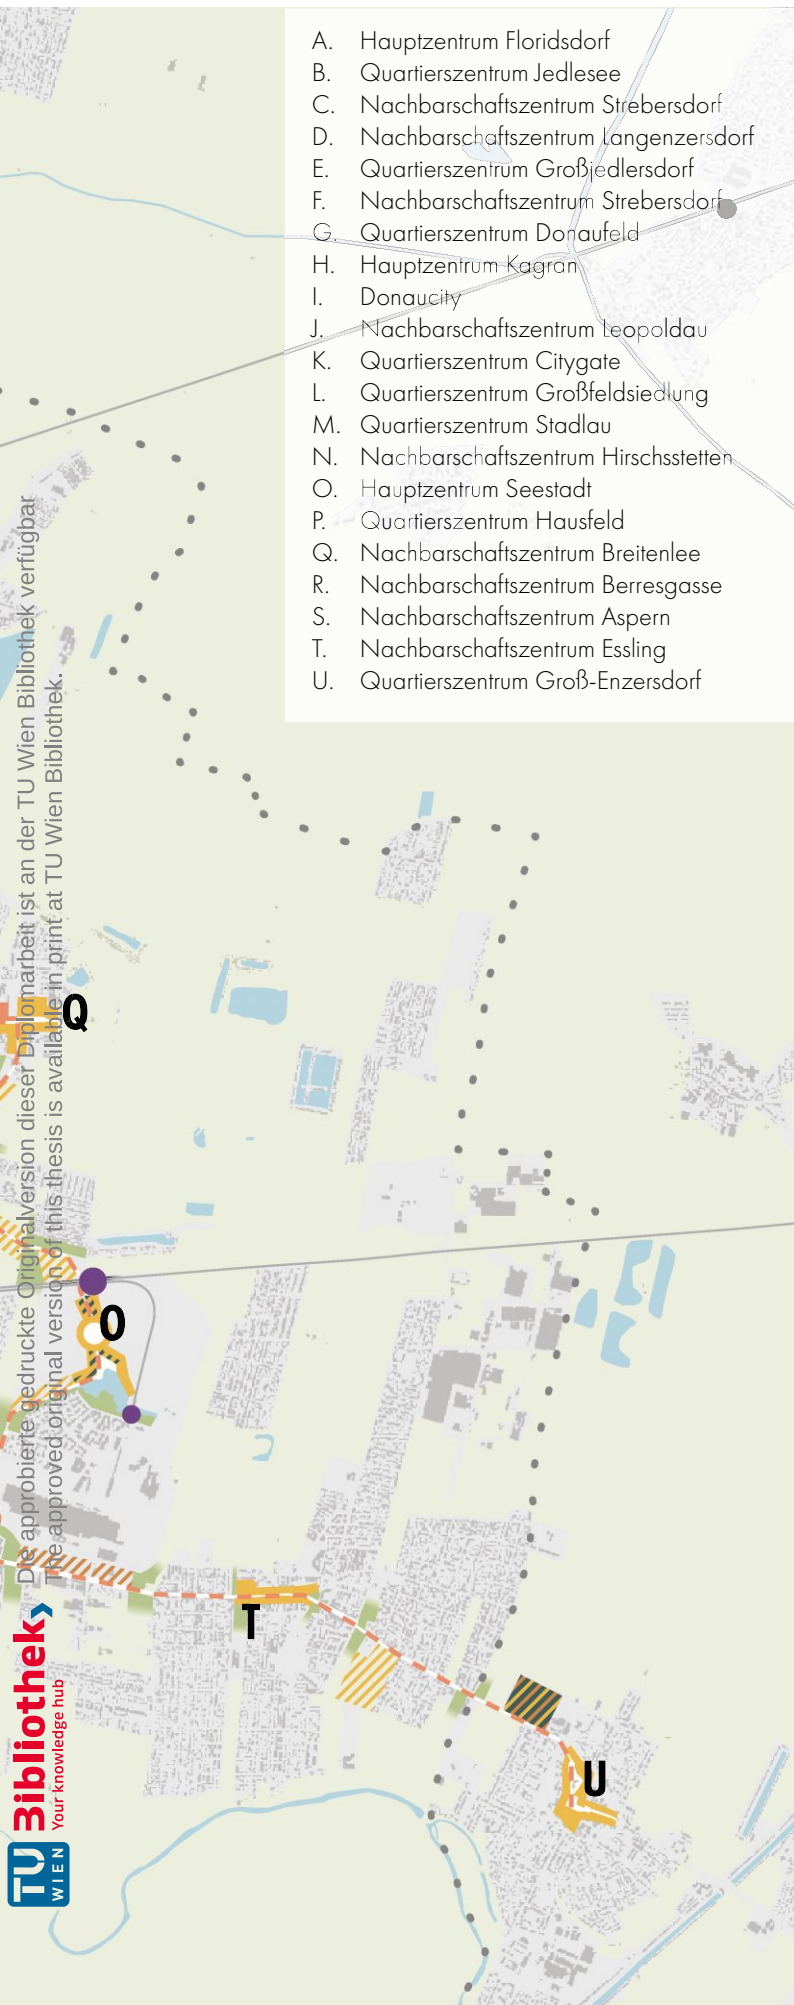 A. Hauptzentrum Floridsdorf
B. Quartierszentrum Jedlesee
C. Nachbarschaftszentrum Strebersdorf
D. Nachbarschaftszentrum Langenzersdorf
E. Quartierszentrum Großjedlersdorf
F. Nachbarschaftszentrum Strebersdorf
G. Quartierszentrum Donaufeld
H. Hauptzentrum Kagran
I. Donaucity
J. Nachbarschaftszentrum Leopoldau
K. Quartierszentrum Citygate
L. Quartierszentrum Großfeldsiedlung
M. Quartierszentrum Stadlau
N. Nachbarschaftszentrum Hirschsstetten
O. Hauptzentrum Seestadt
P. Quartierszentrum Hausfeld
Q. Nachbarschaftszentrum Breitenlee
R. Nachbarschaftszentrum Berresgasse
S. Nachbarschaftszentrum Aspern
T. Nachbarschaftszentrum Essling
U. Quartierszentrum Groß-Enzersdorf
Q
O
T
U
Die approbierte gedruckte Originalversion dieser Diplomarbeit ist an der TU Wien Bibliothek verfügbar
The approved original version of this thesis is available in print at TU Wien Bibliothek.
TU WIEN
Bibliothek
Your knowledge hub